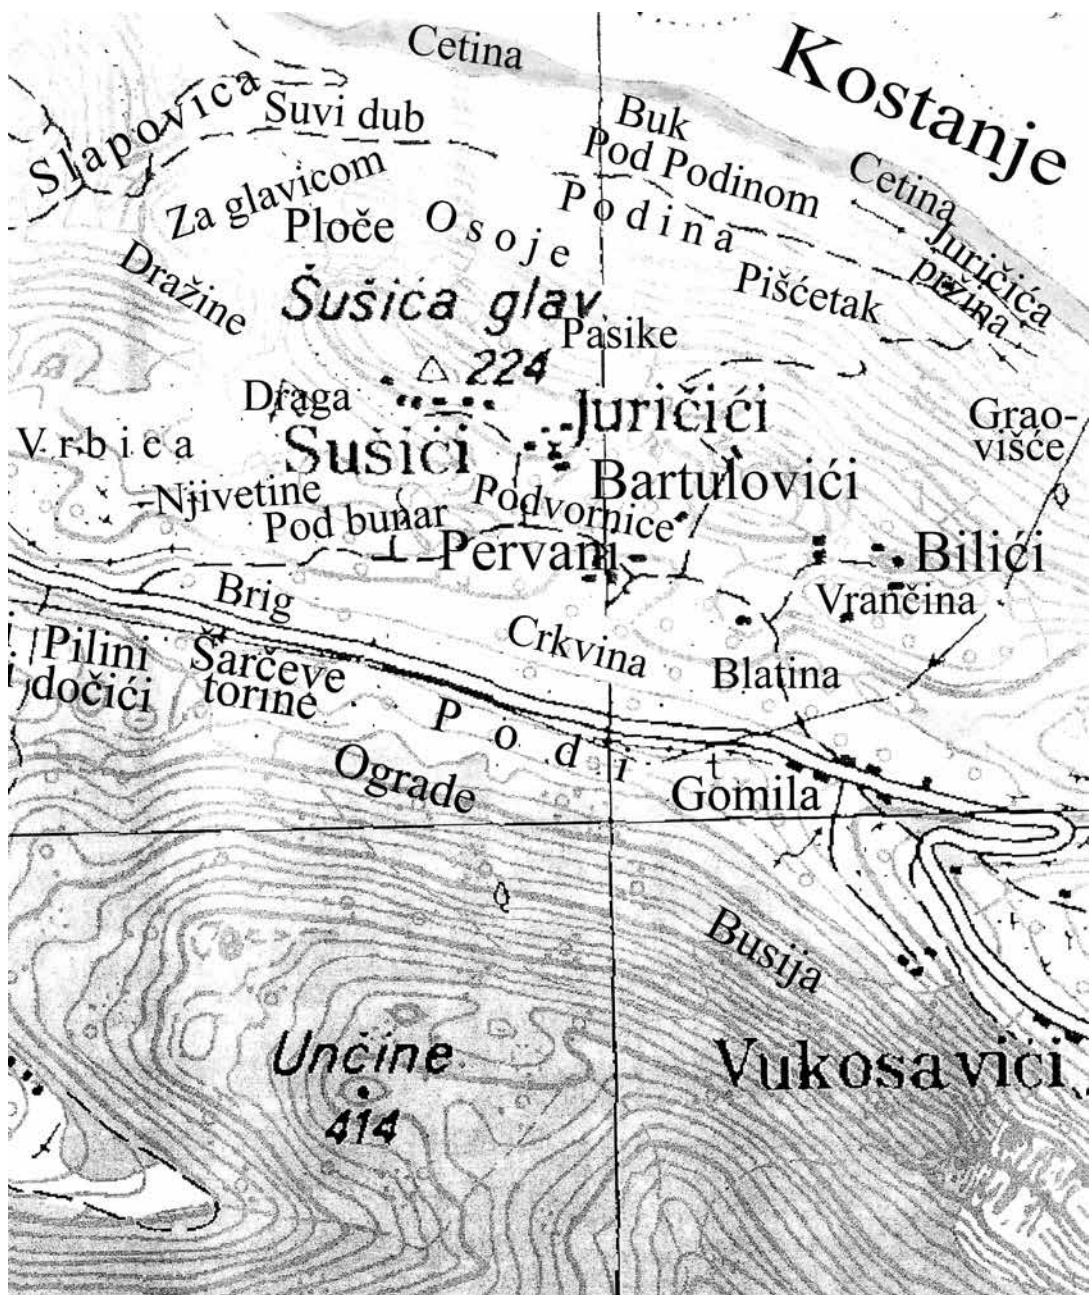 Cetina
Kostanje
Slapovica
Suvi dub
Buk
Pod Podinom
Cetina
Za glavicom
Ploče
Osoje
Podina
Juričića
pržina
Dražine
Pišćetak
Šušića glav.
Pasike
224
Draga
Juričići
Grao-
višće
Vrbica
Sušići
Bartulovići
Njivetine
Podvornice
Pod bunar
Pervani
Bilići
Brig
Vrančina
Crkvina
Pilini
dočići
Šarčeve
torine
Blatina
Podi
Ograde
Gomila
Busija
Unčine
414
Vukosavići